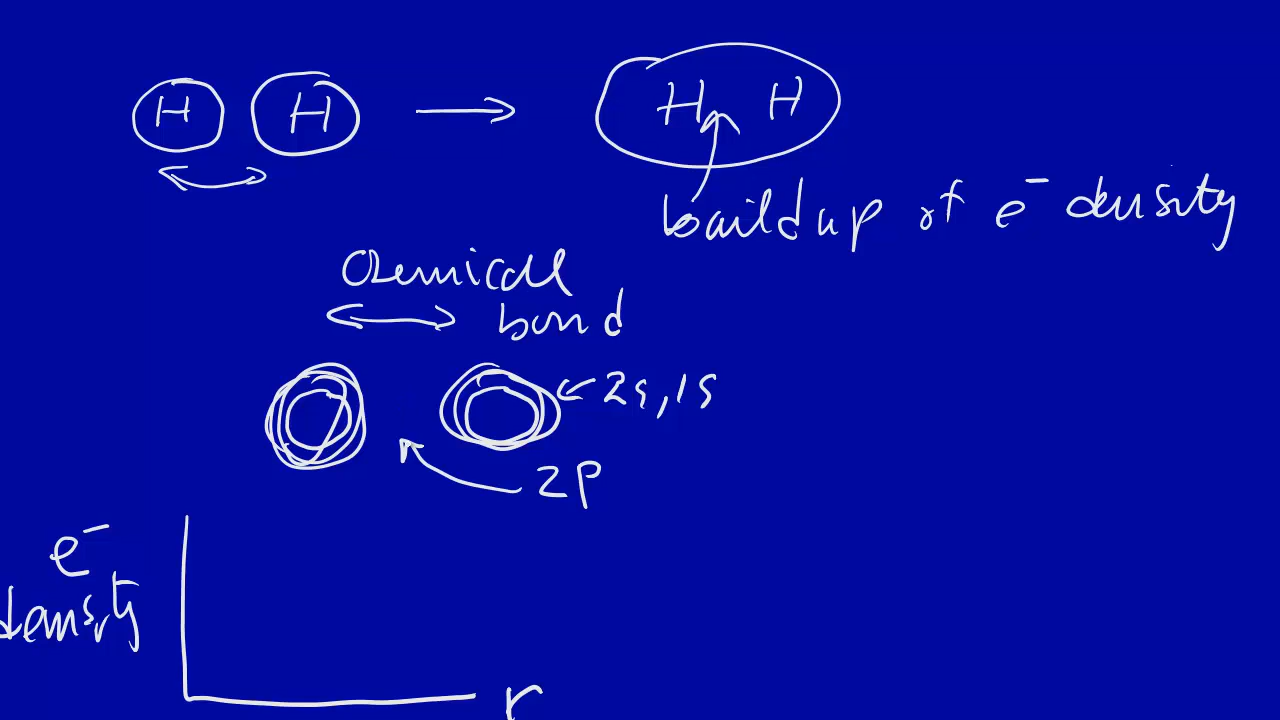 H H → H H
buildup of e⁻ density
chemical
bond
2s, 1s
2p
e⁻
density
r